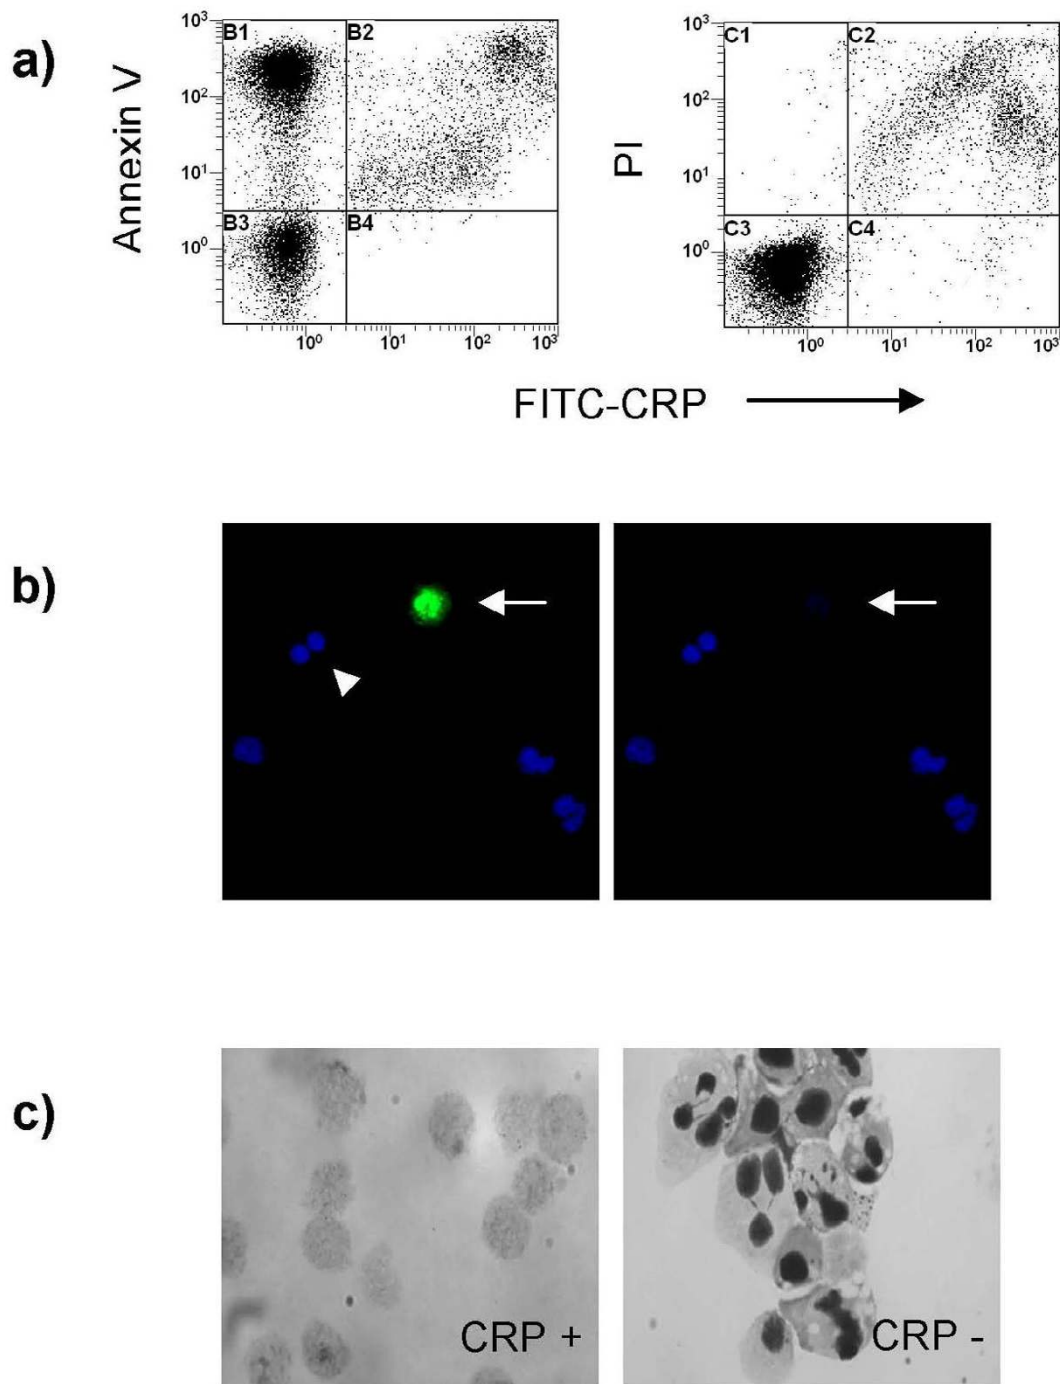 a)
Annexin V
10³
10²
10¹
10⁰
B1
B2
B3
B4
10⁰
10¹
10²
10³
PI
10³
10²
10¹
10⁰
C1
C2
C3
C4
10⁰
10¹
10²
10³
FITC-CRP
b)
c)
CRP +
CRP -